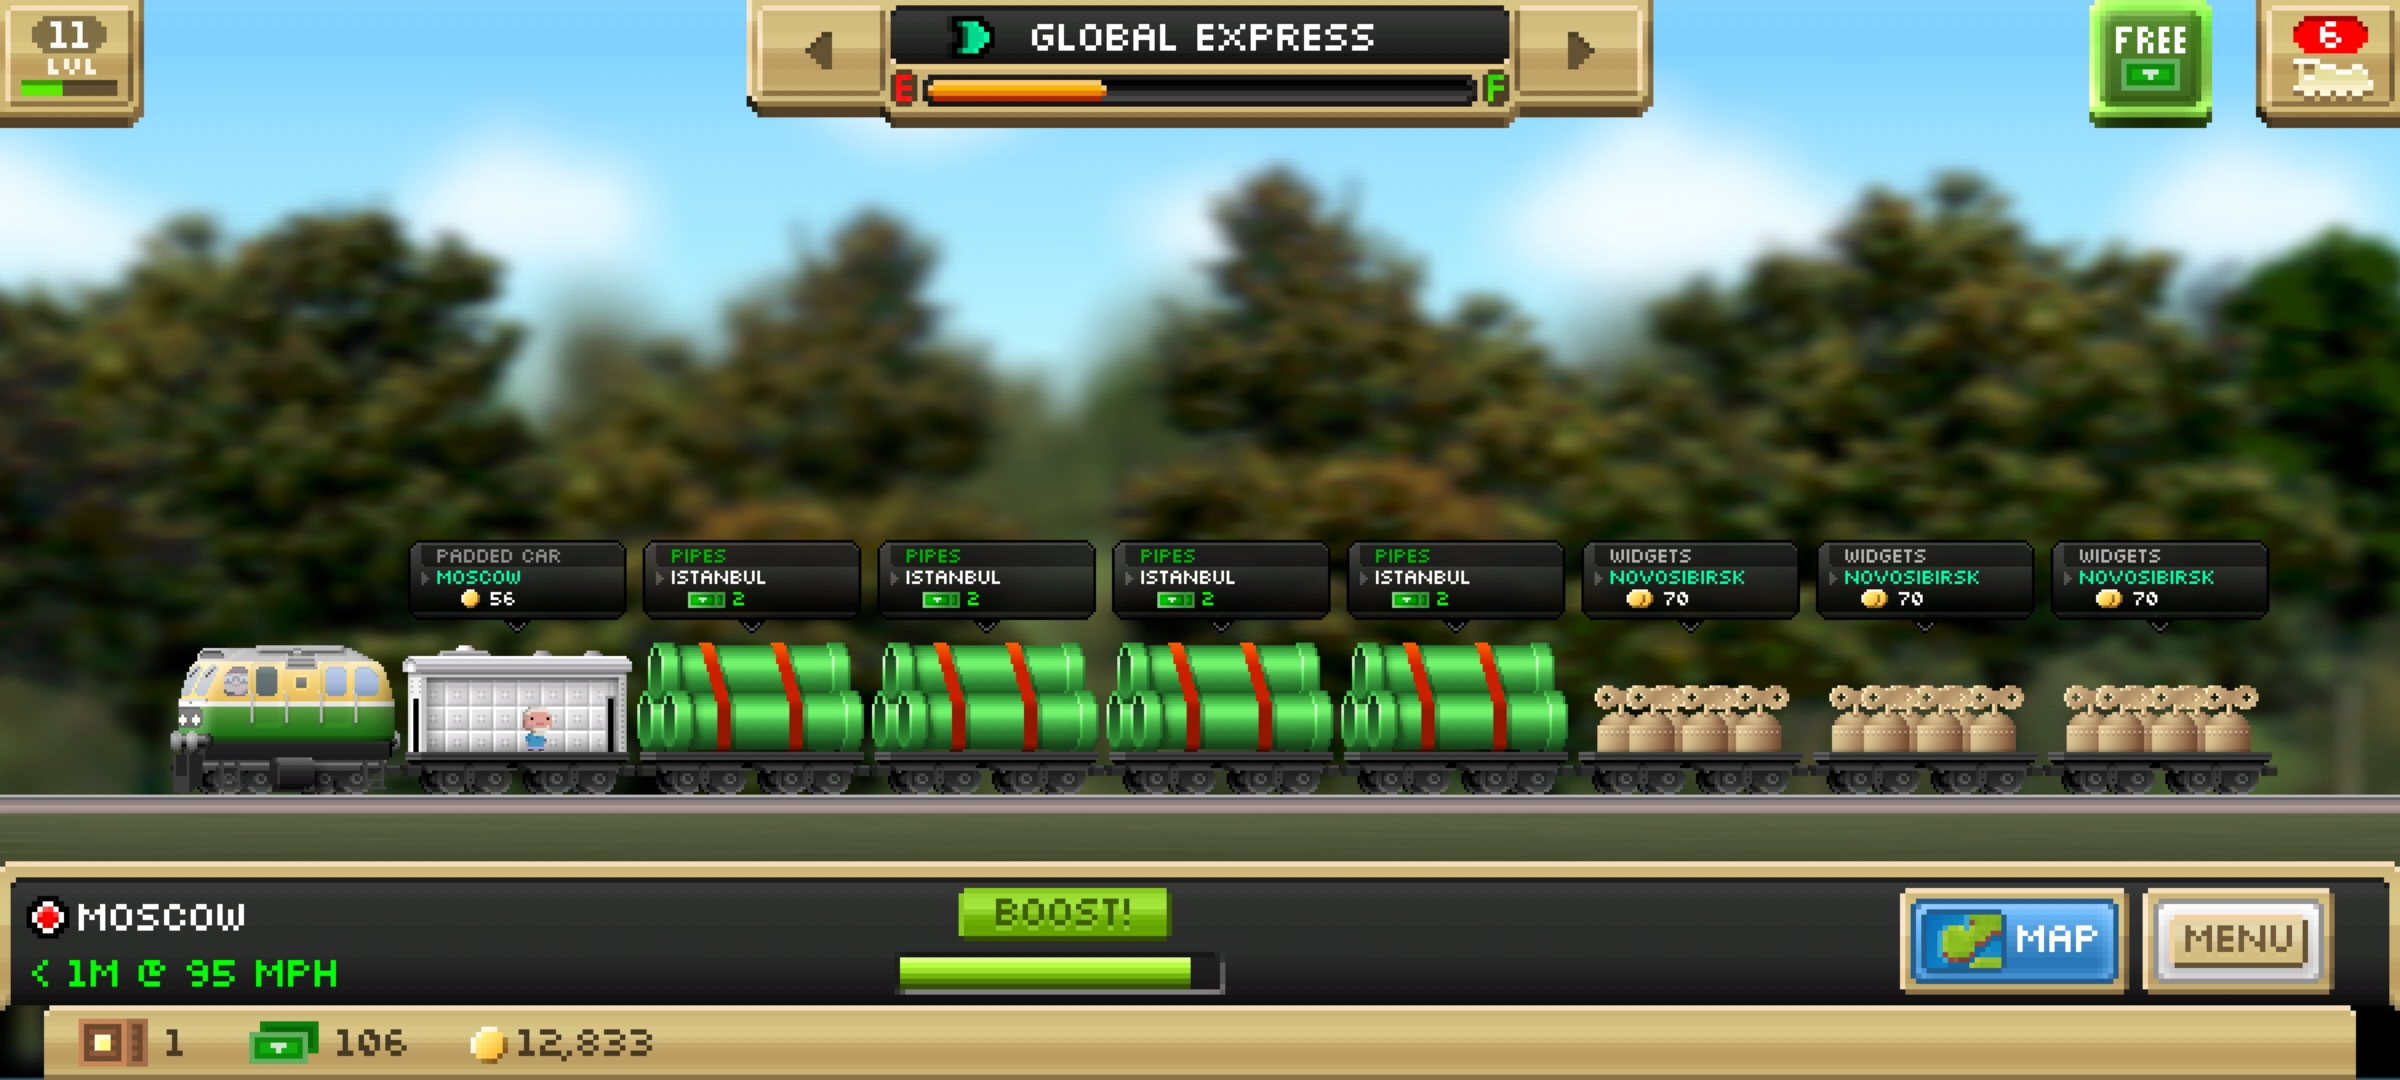 11
LVL
GLOBAL EXPRESS
E F
FREE
6
PADDED CAR
MOSCOW
56
PIPES
ISTANBUL
2
PIPES
ISTANBUL
2
PIPES
ISTANBUL
2
PIPES
ISTANBUL
2
WIDGETS
NOVOSIBIRSK
70
WIDGETS
NOVOSIBIRSK
70
WIDGETS
NOVOSIBIRSK
70
MOSCOW
< 1M @ 95 MPH
BOOST!
MAP
MENU
1
106
12,833